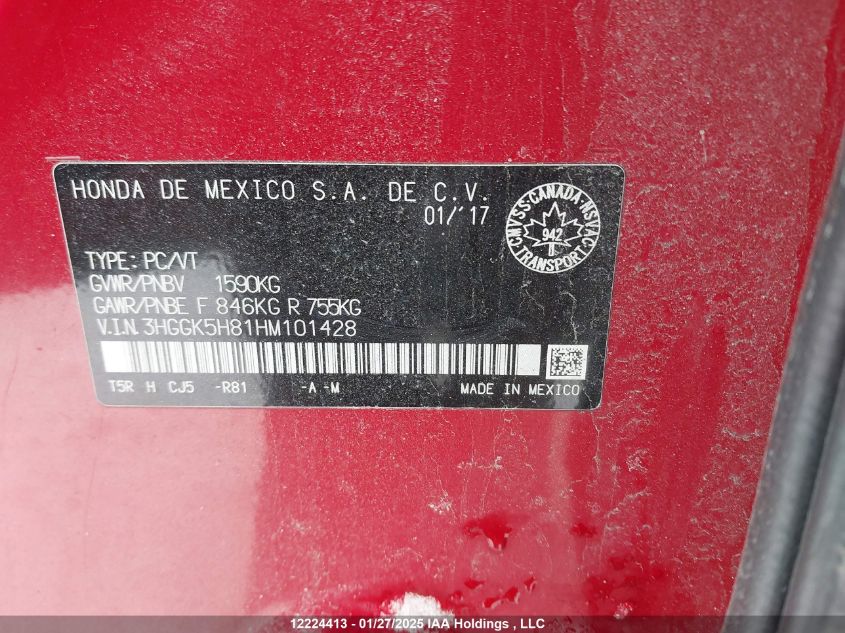 HONDA DE MEXICO S.A. DE C.V.
01/'17
CMVSS · CANADA · NSVAC
942
TRANSPORT
TYPE: PC/VT
GVWR/PNBV 1590KG
GAWR/PNBE F 846KG R 755KG
V.I.N. 3HGGK5H81HM101428
T5R H CJ5 -R81 -A -M MADE IN MEXICO
12224413 - 01/27/2025 IAA Holdings , LLC